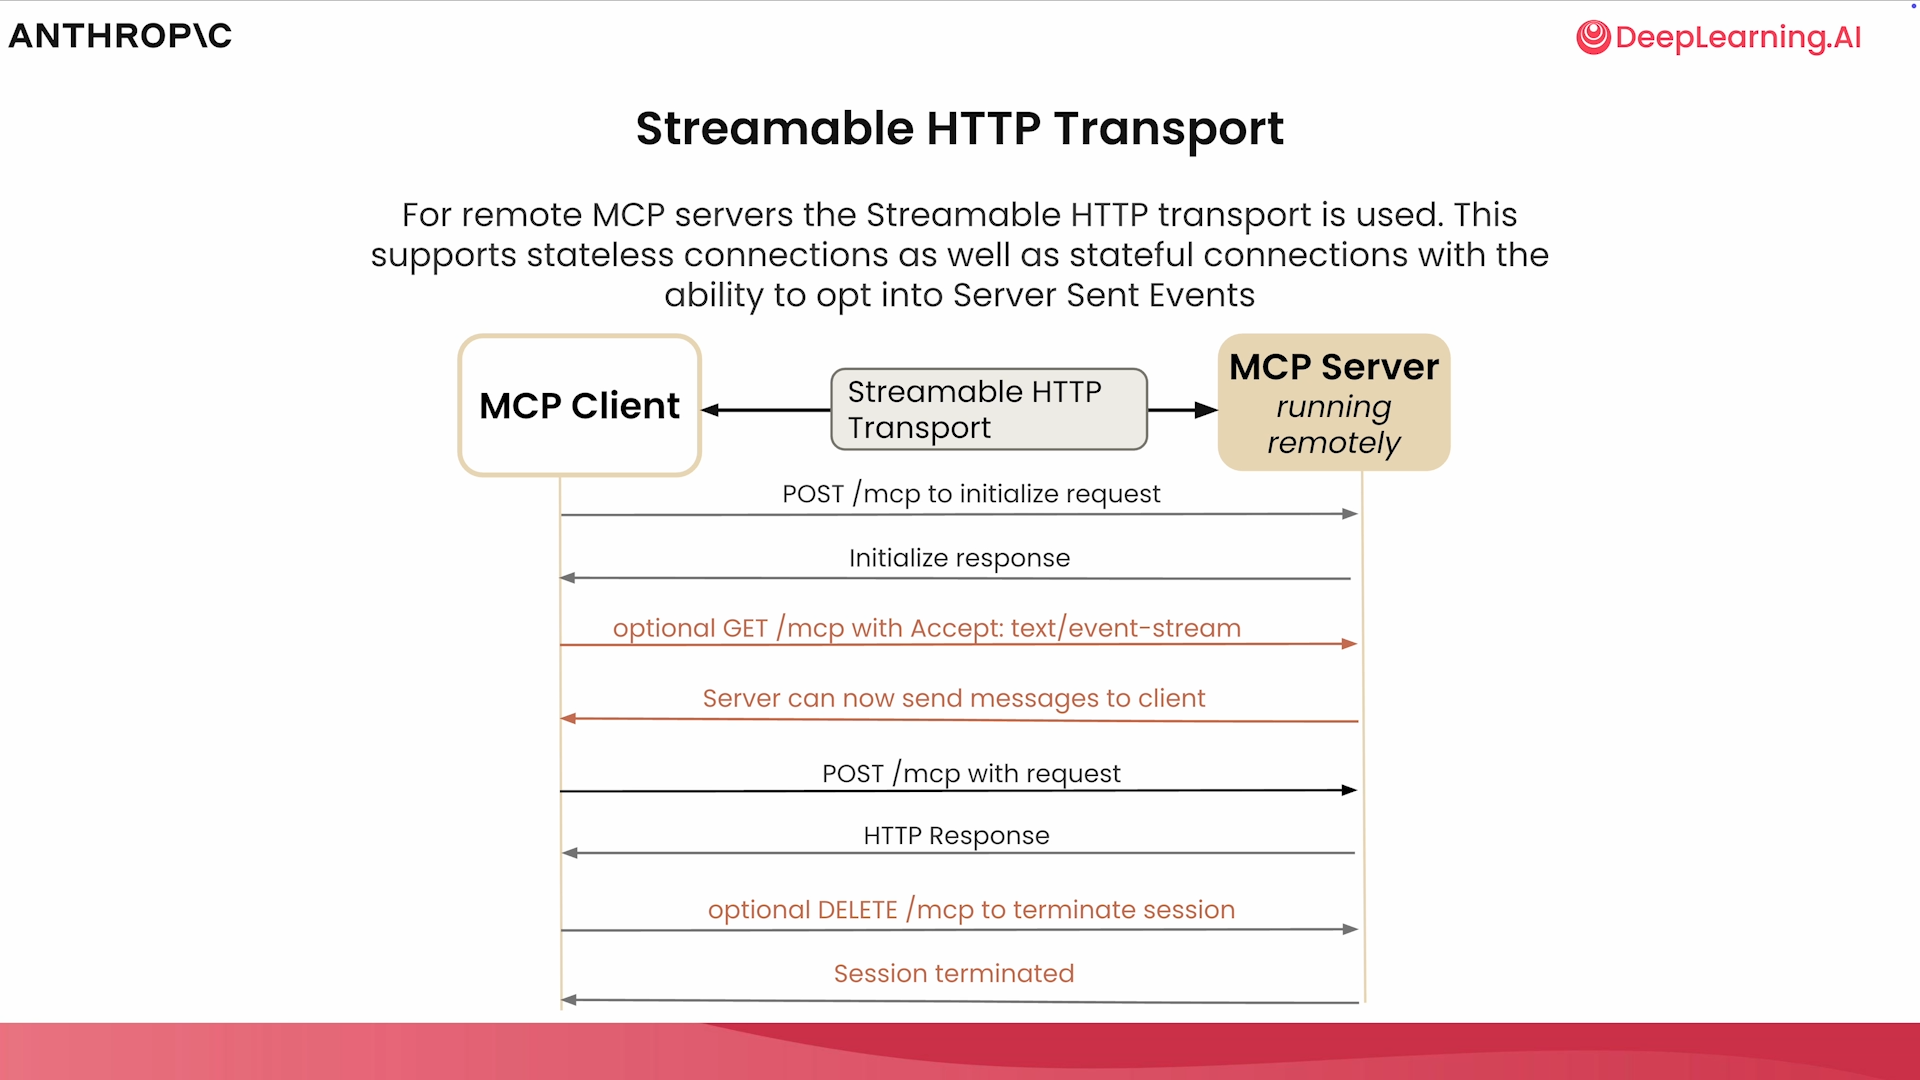 ANTHROP\C
DeepLearning.AI
Streamable HTTP Transport
For remote MCP servers the Streamable HTTP transport is used. This
supports stateless connections as well as stateful connections with the
ability to opt into Server Sent Events
MCP Client
Streamable HTTP
Transport
MCP Server
running
remotely
POST /mcp to initialize request
Initialize response
optional GET /mcp with Accept: text/event-stream
Server can now send messages to client
POST /mcp with request
HTTP Response
optional DELETE /mcp to terminate session
Session terminated